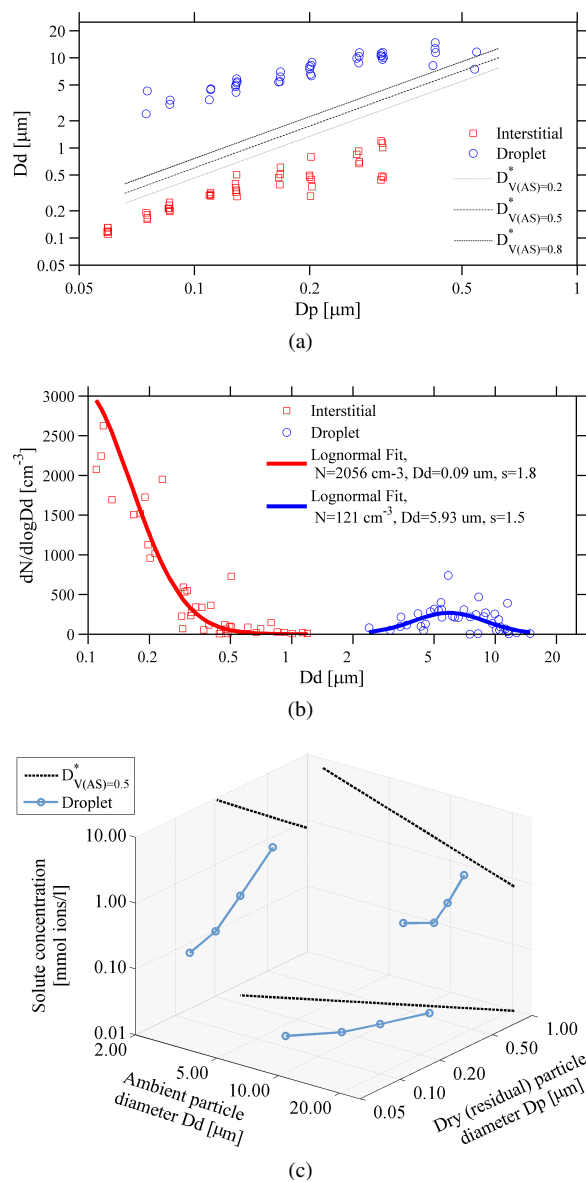 20
10
5
2
1
0.5
0.2
0.1
0.05
Dd [μm]
Interstitial
Droplet
D*V(AS)=0.2
D*V(AS)=0.5
D*V(AS)=0.8
0.05 0.1 0.2 0.5 1
Dp [μm]
(a)
3000
2500
2000
1500
1000
500
0
dN/dlogDd [cm-3]
Interstitial
Droplet
Lognormal Fit,
N=2056 cm-3, Dd=0.09 um, s=1.8
Lognormal Fit,
N=121 cm-3, Dd=5.93 um, s=1.5
0.1 0.2 0.5 1 2 5 10 20
Dd [μm]
(b)
D*V(AS)=0.5
Droplet
10.00
1.00
0.10
0.01
Solute concentration
[mmol ions/l]
2.00
5.00
10.00
20.00
Ambient particle
diameter Dd [μm]
0.05
0.10
0.20
0.50
1.00
Dry (residual) particle
diameter Dp [μm]
(c)